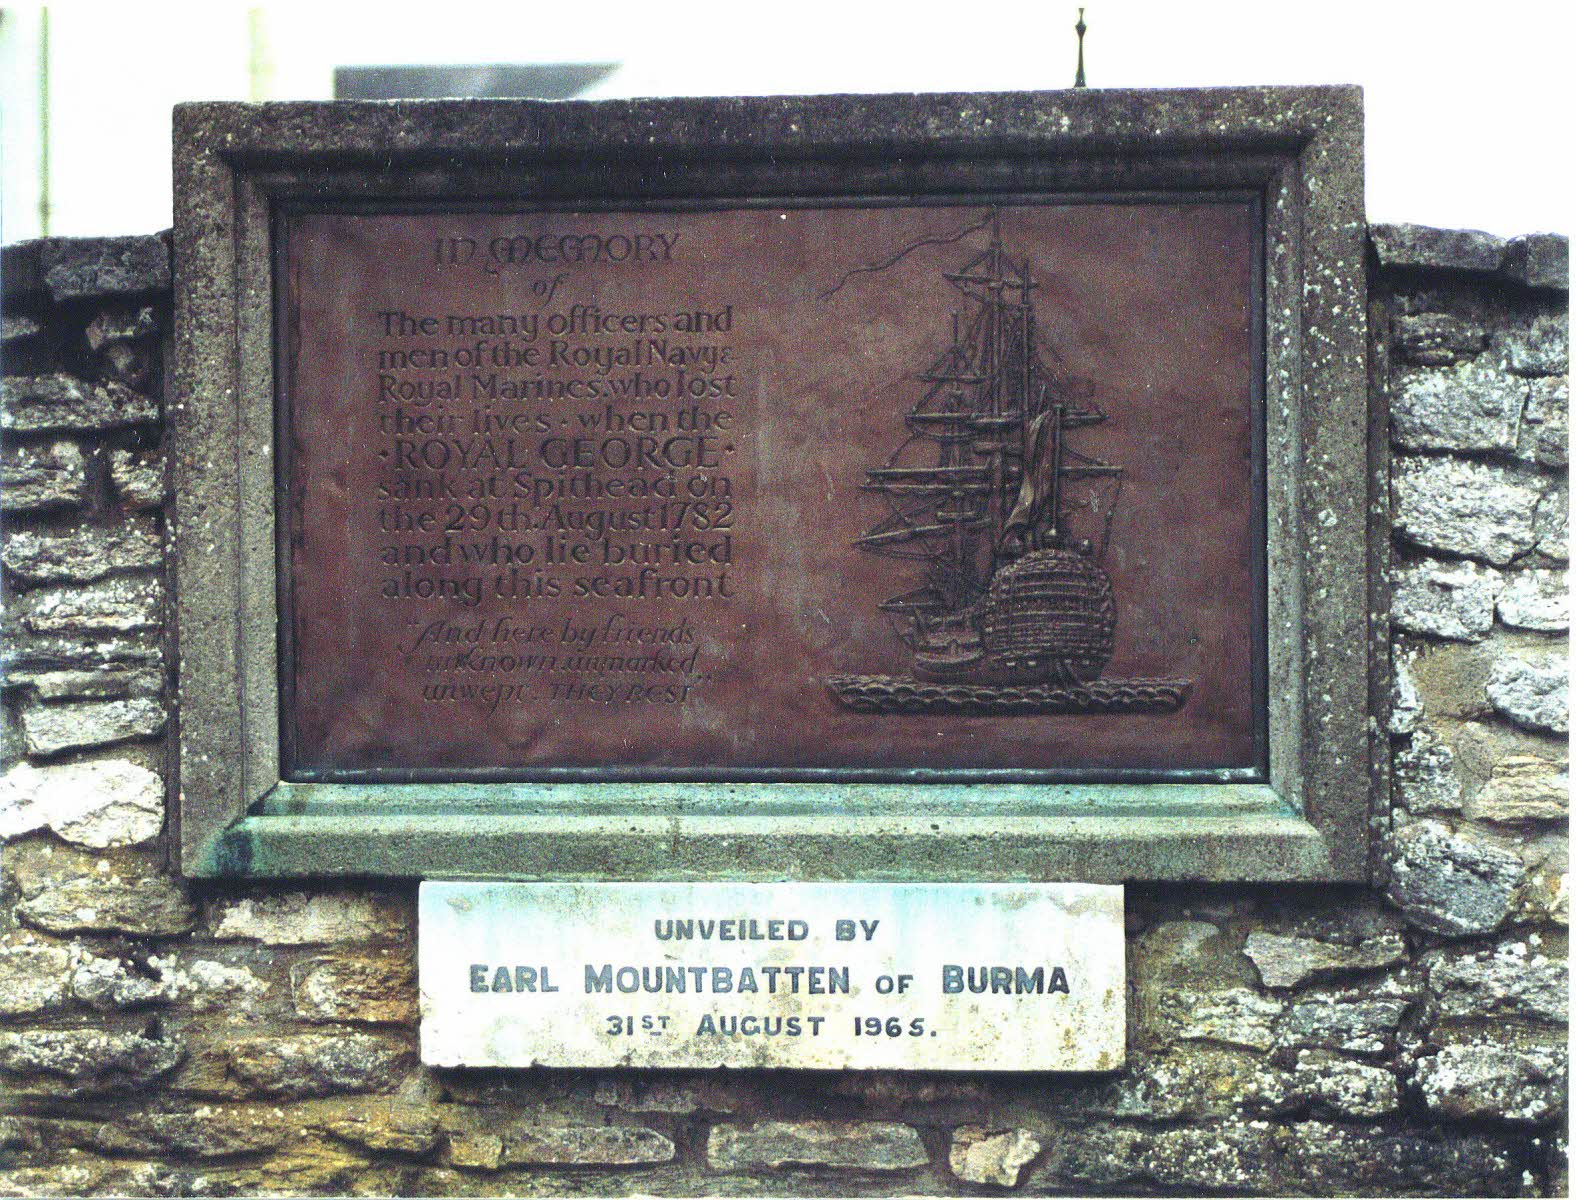 IN MEMORY
of
The many officers and
men of the Royal Navy &
Royal Marines. who lost
their lives · when the
· ROYAL GEORGE ·
sank at Spithead on
the 29th. August 1782
and who lie buried
along this seafront
"And here by friends
unknown. unmarked.
unwept. THEY REST"
UNVEILED BY
EARL MOUNTBATTEN OF BURMA
31ST AUGUST 1965.